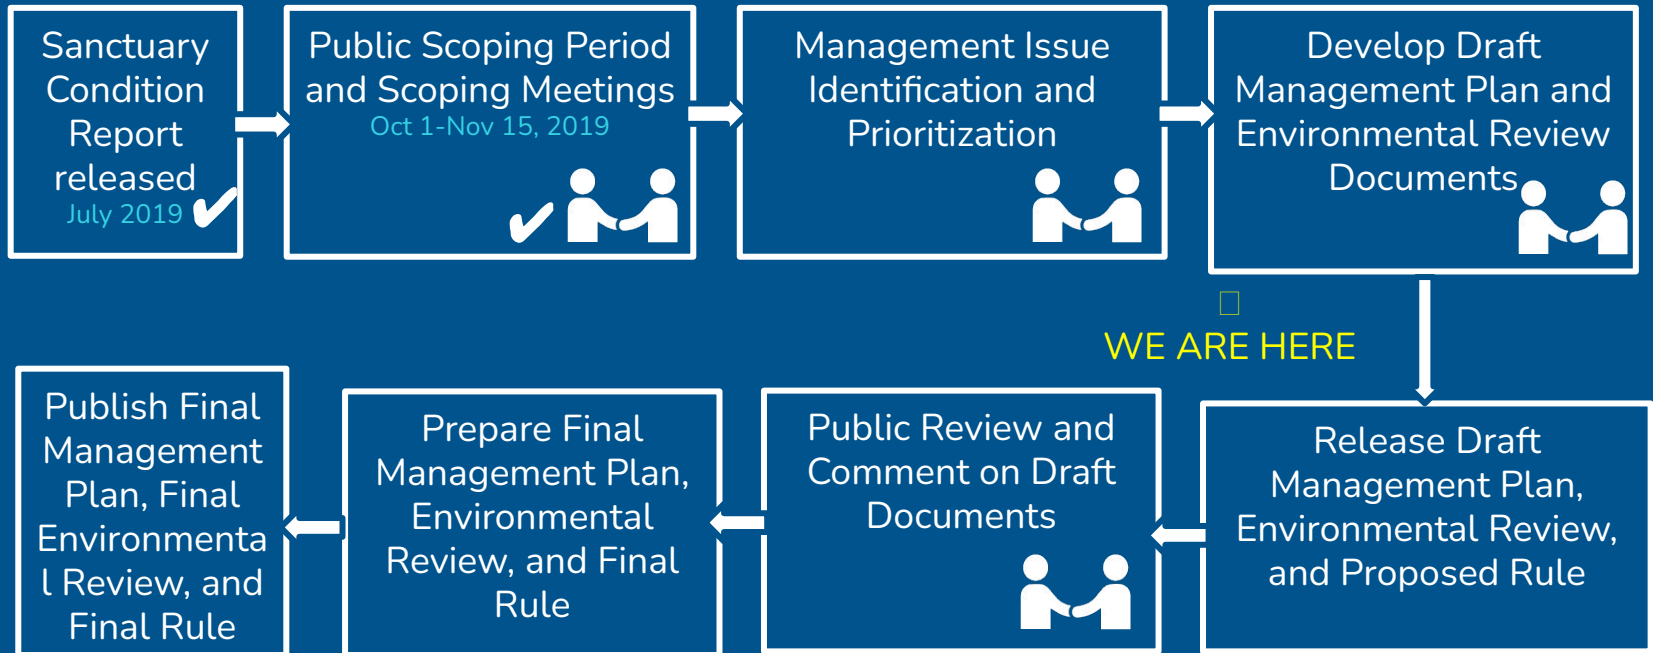 Sanctuary
Condition
Report
released
July 2019
Public Scoping Period
and Scoping Meetings
Oct 1-Nov 15, 2019
Management Issue
Identification and
Prioritization
Develop Draft
Management Plan and
Environmental Review
Documents
WE ARE HERE
Release Draft
Management Plan,
Environmental Review,
and Proposed Rule
Public Review and
Comment on Draft
Documents
Prepare Final
Management Plan,
Environmental
Review, and Final
Rule
Publish Final
Management
Plan, Final
Environmenta
l Review, and
Final Rule